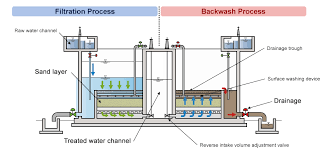 Filtration Process
Backwash Process
Raw water channel
Drainage trough
Sand layer
Surface washing device
Drainage
Treated water channel
Reverse intake volume adjustment valve